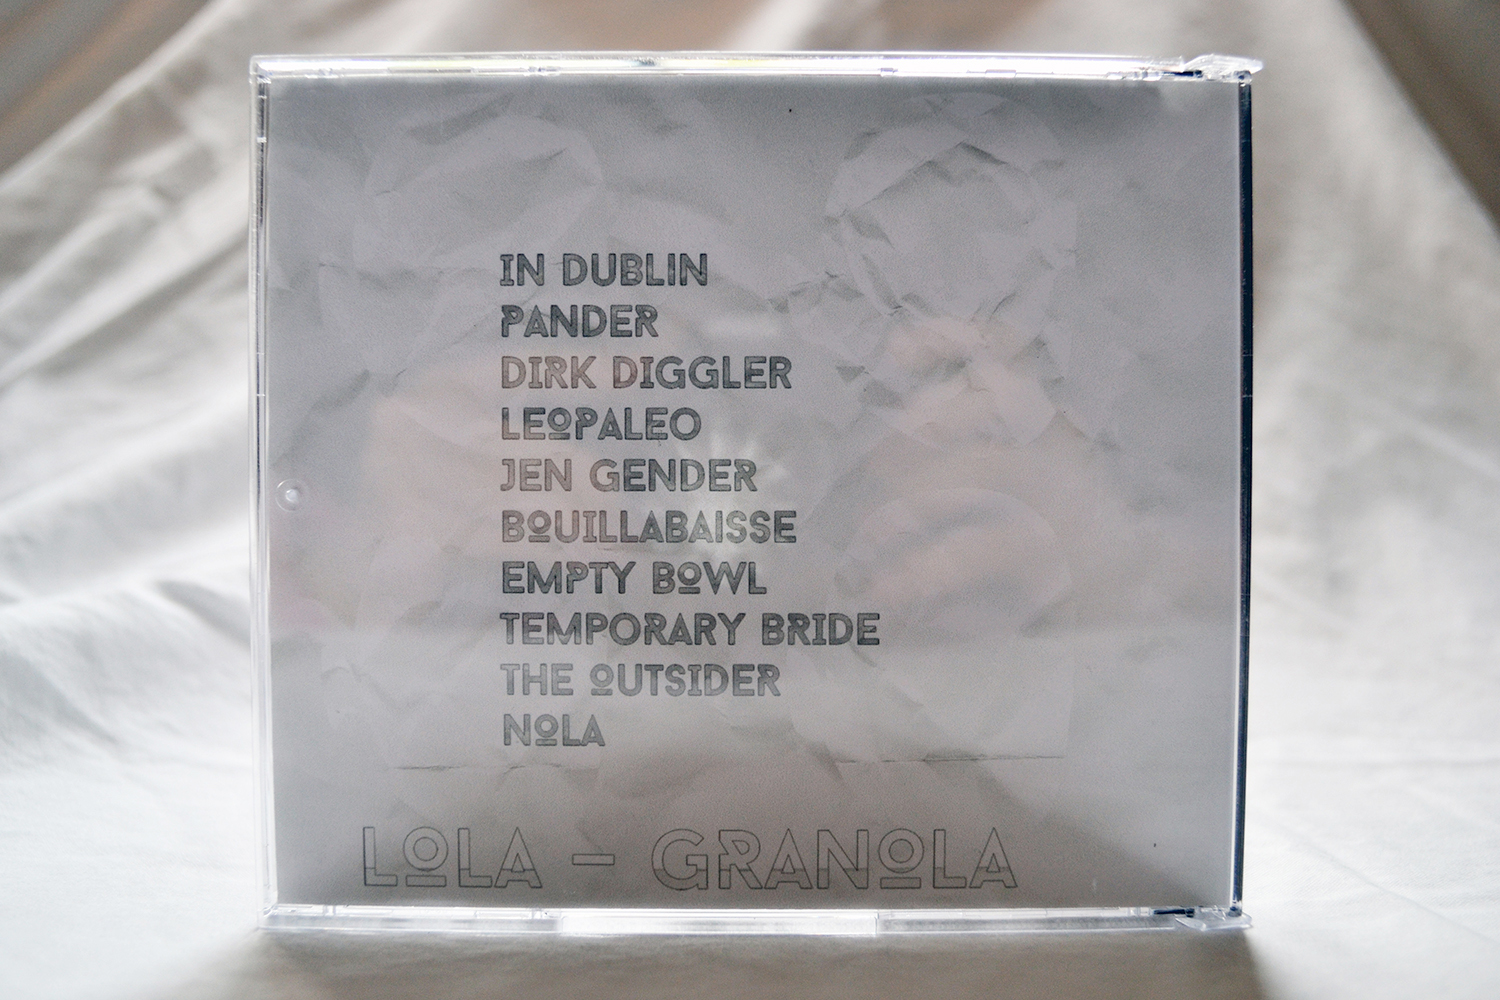 IN DUBLIN
PANDER
DIRK DIGGLER
LEOPALEO
JEN GENDER
BOUILLABAISSE
EMPTY BOWL
TEMPORARY BRIDE
THE OUTSIDER
NOLA
LOLA – GRANOLA